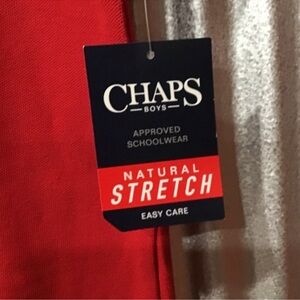 CHAPS
BOYS
APPROVED
SCHOOLWEAR
NATURAL
STRETCH
EASY CARE